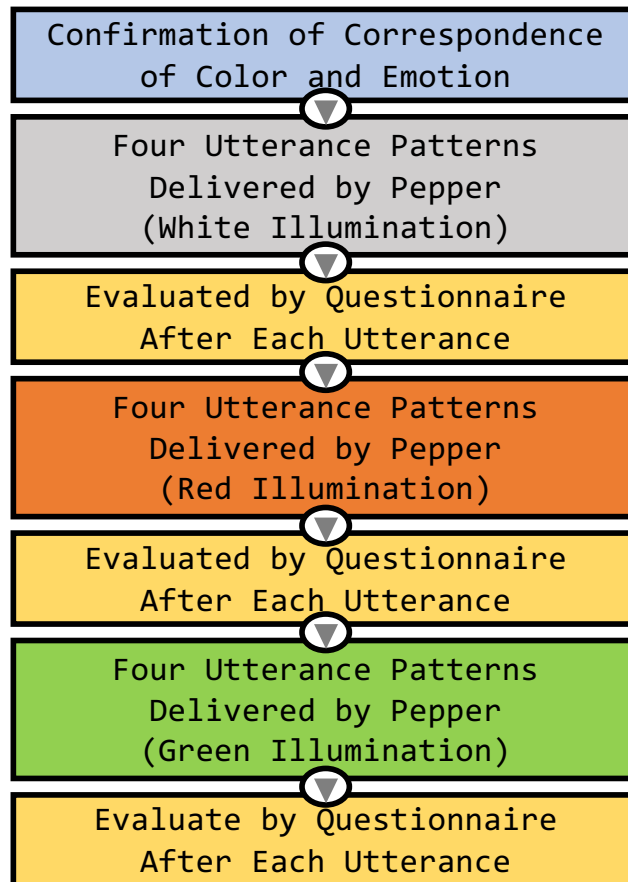 Confirmation of Correspondence
of Color and Emotion
Four Utterance Patterns
Delivered by Pepper
(White Illumination)
Evaluated by Questionnaire
After Each Utterance
Four Utterance Patterns
Delivered by Pepper
(Red Illumination)
Evaluated by Questionnaire
After Each Utterance
Four Utterance Patterns
Delivered by Pepper
(Green Illumination)
Evaluate by Questionnaire
After Each Utterance